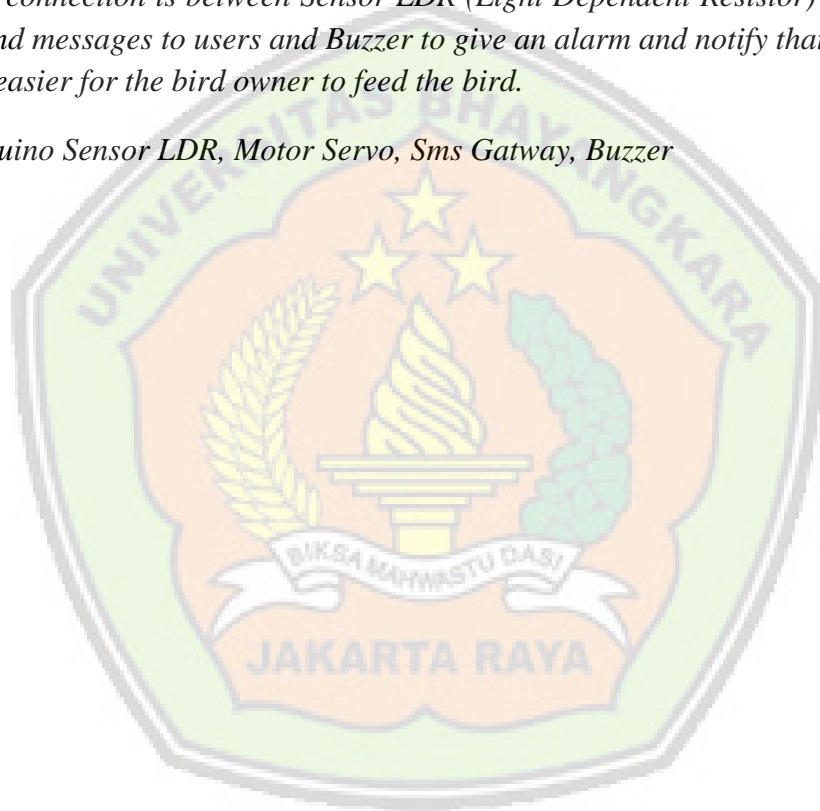 connection is between Sensor LDR (Light Dependent Resistor)
nd messages to users and Buzzer to give an alarm and notify that
easier for the bird owner to feed the bird.
uino Sensor LDR, Motor Servo, Sms Gatway, Buzzer
UNIVERSITAS BHAYANGKARA
BIKSA MAHWASTU DASI
JAKARTA RAYA